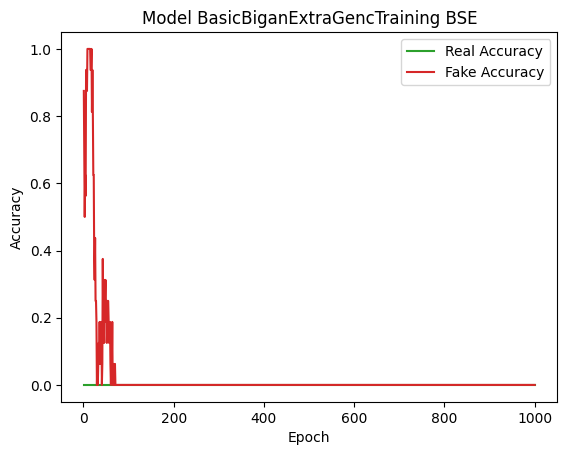 Model BasicBiganExtraGencTraining BSE
Real Accuracy
Fake Accuracy
Accuracy
1.0
0.8
0.6
0.4
0.2
0.0
0 200 400 600 800 1000
Epoch